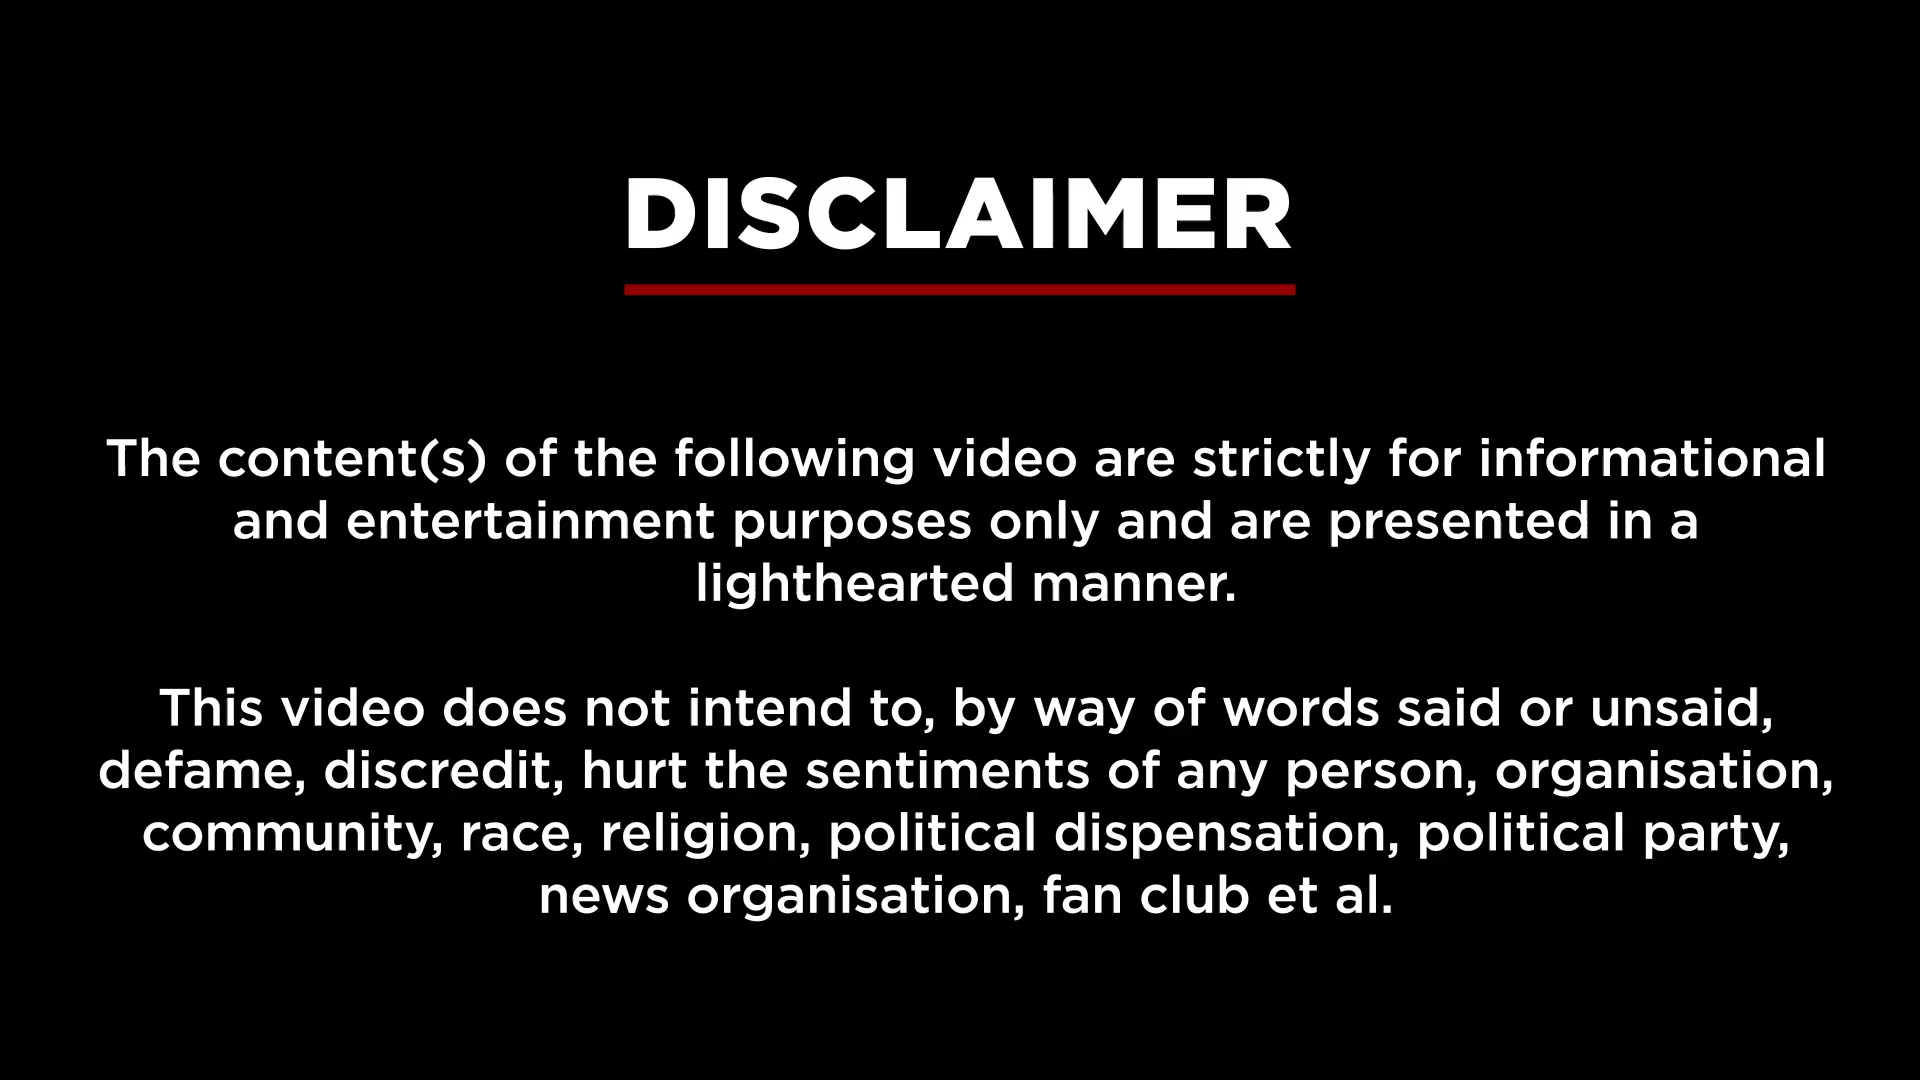 DISCLAIMER
The content(s) of the following video are strictly for informational
and entertainment purposes only and are presented in a
lighthearted manner.
This video does not intend to, by way of words said or unsaid,
defame, discredit, hurt the sentiments of any person, organisation,
community, race, religion, political dispensation, political party,
news organisation, fan club et al.